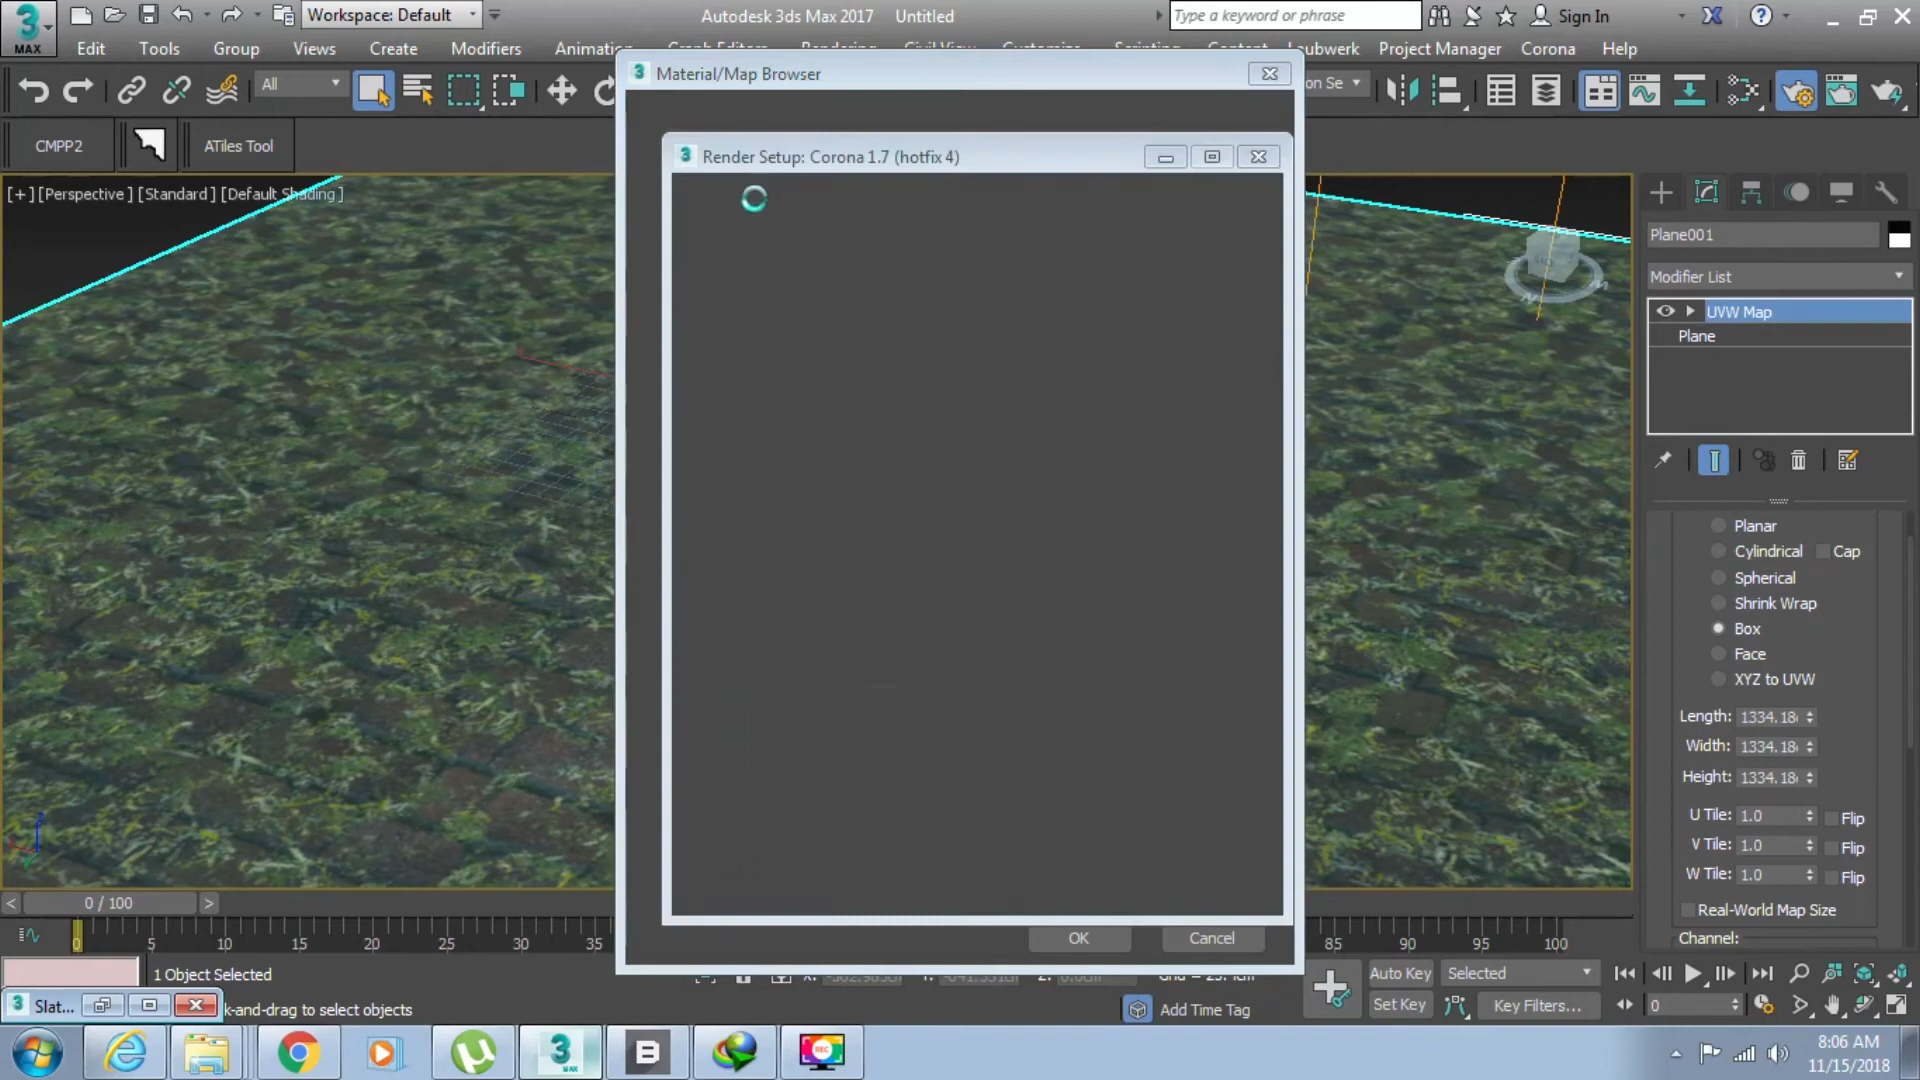 Workspace: Default
Autodesk 3ds Max 2017 Untitled
Type a keyword or phrase
Sign In
MAX
Edit Tools Group Views Create Modifiers
Project Manager Corona Help
Material/Map Browser
All
CMPP2
ATiles Tool
Render Setup: Corona 1.7 (hotfix 4)
[+] [Perspective] [Standard] [Default Shading]
Plane001
Modifier List
UVW Map
Plane
Planar
Cylindrical Cap
Spherical
Shrink Wrap
Box
Face
XYZ to UVW
Length:
Width:
Height:
U Tile: 1.0 Flip
V Tile: 1.0 Flip
W Tile: 1.0 Flip
Real-World Map Size
Channel:
< 0 / 100 >
0 5 10 15 20 25 30 35
85 90 95 100
OK Cancel
1 Object Selected
Auto Key Selected
Slat...
k-and-drag to select objects
Add Time Tag
Set Key Key Filters... 0
8:06 AM
11/15/2018